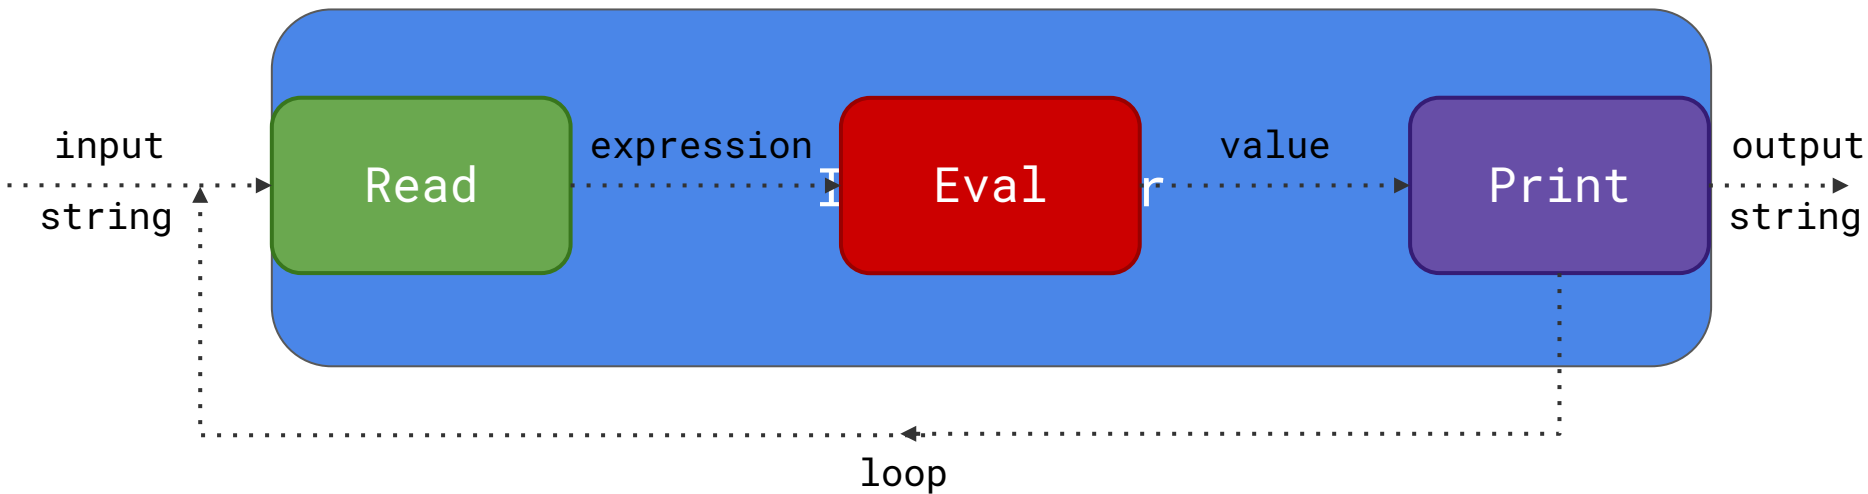 input
string
Read
expression
Eval
value
Print
output
string
loop